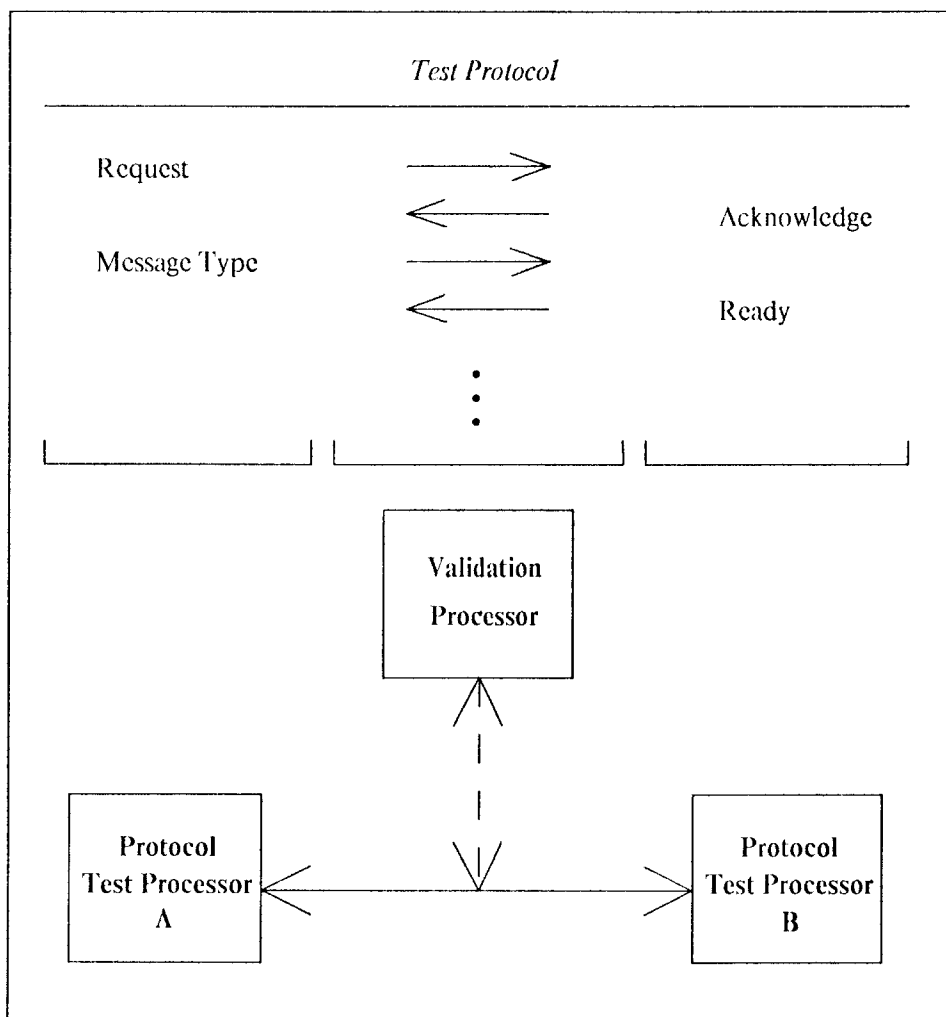 Test Protocol
Request
Acknowledge
Message Type
Ready
Validation
Processor
Protocol
Test Processor
A
Protocol
Test Processor
B